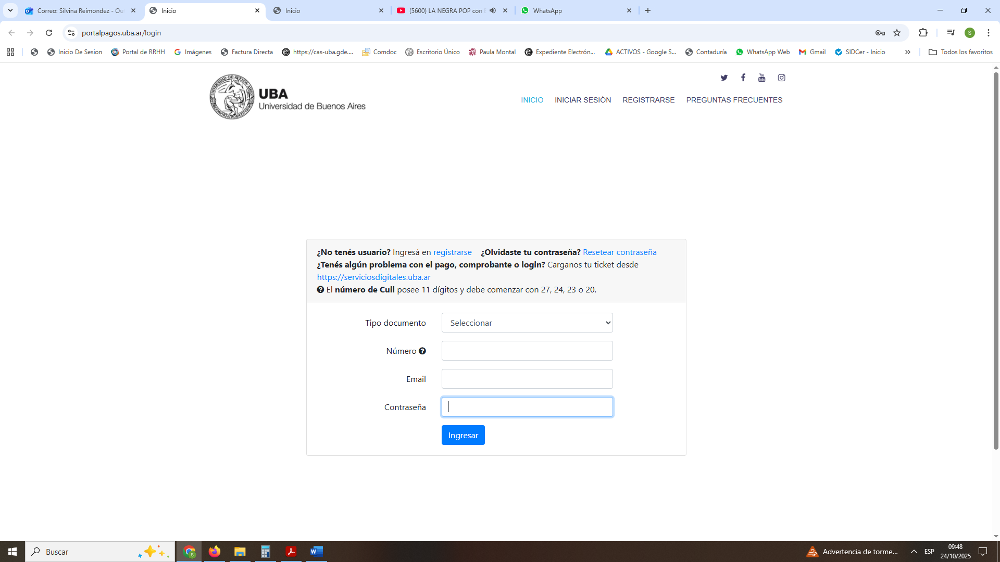 Correo: Silvina Reimondez - Ou
Inicio
Inicio
(5600) LA NEGRA POP con
WhatsApp
portalpagos.uba.ar/login
S
Inicio De Sesion
Portal de RRHH
Imágenes
Factura Directa
https://cas-uba.gde....
Comdoc
Escritorio Único
Paula Montal
Expediente Electrón...
ACTIVOS - Google S...
Contaduría
WhatsApp Web
Gmail
SIDCer - Inicio
Todos los favoritos
UBA
Universidad de Buenos Aires
INICIO
INICIAR SESIÓN
REGISTRARSE
PREGUNTAS FRECUENTES
¿No tenés usuario? Ingresá en registrarse ¿Olvidaste tu contraseña? Resetear contraseña
¿Tenés algún problema con el pago, comprobante o login? Carganos tu ticket desde
https://serviciosdigitales.uba.ar
El número de Cuil posee 11 dígitos y debe comenzar con 27, 24, 23 o 20.
Tipo documento
Seleccionar
Número
Email
Contraseña
Ingresar
Buscar
Advertencia de torme...
ESP
09:48
24/10/2025